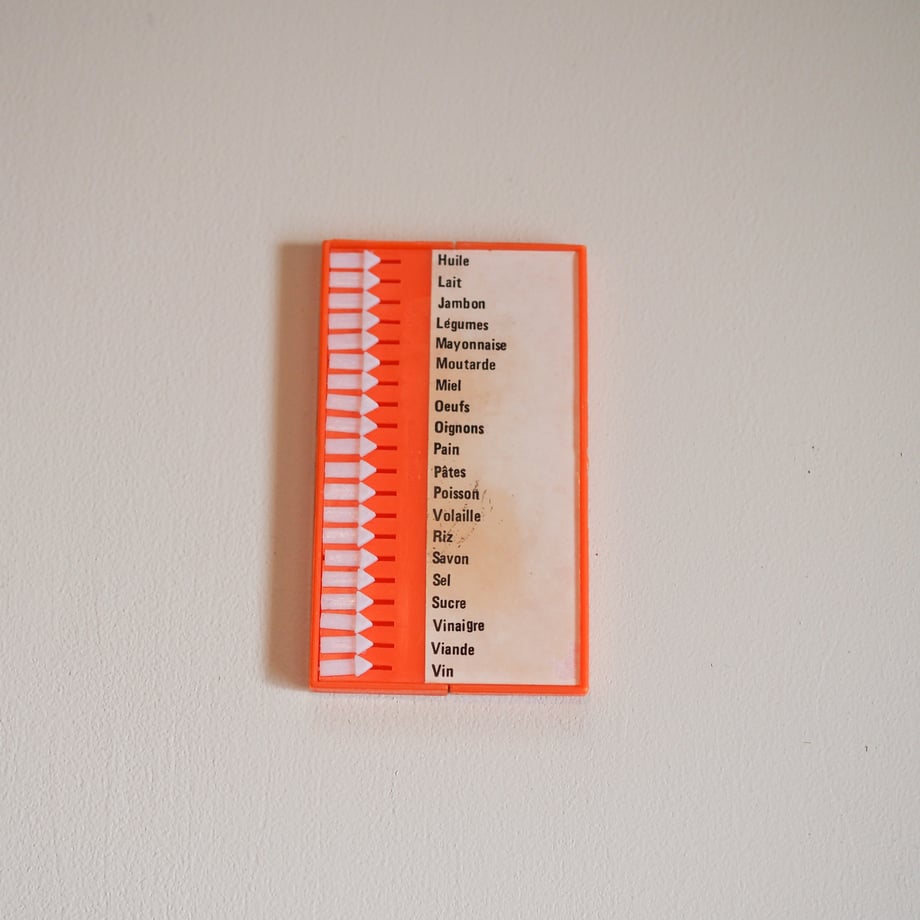 Huile
Lait
Jambon
Légumes
Mayonnaise
Moutarde
Miel
Oeufs
Oignons
Pain
Pâtes
Poisson
Volaille
Riz
Savon
Sel
Sucre
Vinaigre
Viande
Vin